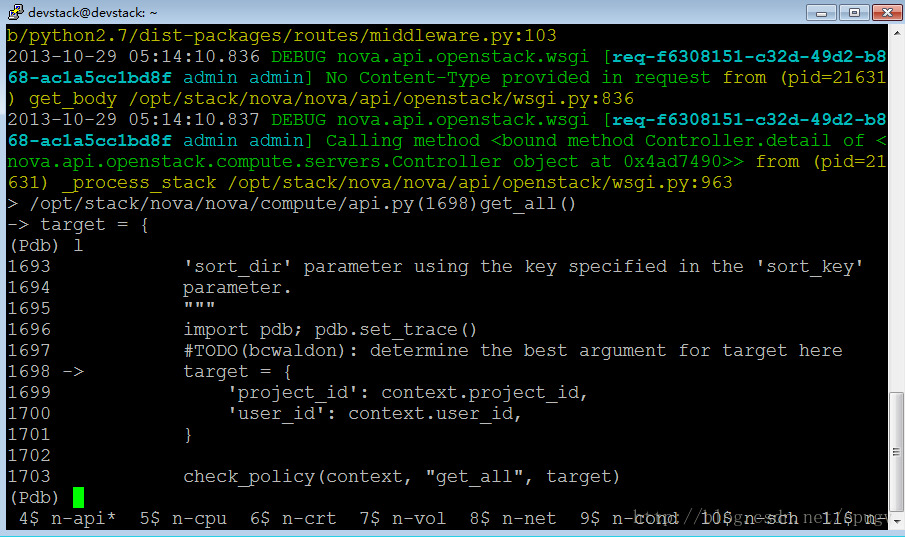 devstack@devstack: ~
b/python2.7/dist-packages/routes/middleware.py:103
2013-10-29 05:14:10.836 DEBUG nova.api.openstack.wsgi [req-f6308151-c32d-49d2-b8
68-ac1a5cc1bd8f admin admin] No Content-Type provided in request from (pid=21631
) get_body /opt/stack/nova/nova/api/openstack/wsgi.py:836
2013-10-29 05:14:10.837 DEBUG nova.api.openstack.wsgi [req-f6308151-c32d-49d2-b8
68-ac1a5cc1bd8f admin admin] Calling method <bound method Controller.detail of <
nova.api.openstack.compute.servers.Controller object at 0x4ad7490>> from (pid=21
631) _process_stack /opt/stack/nova/nova/api/openstack/wsgi.py:963
> /opt/stack/nova/nova/compute/api.py(1698)get_all()
-> target = {
(Pdb) l
1693 'sort_dir' parameter using the key specified in the 'sort_key'
1694 parameter.
1695 """
1696 import pdb; pdb.set_trace()
1697 #TODO(bcwaldon): determine the best argument for target here
1698 -> target = {
1699 'project_id': context.project_id,
1700 'user_id': context.user_id,
1701 }
1702
1703 check_policy(context, "get_all", target)
(Pdb)
4$ n-api* 5$ n-cpu 6$ n-crt 7$ n-vol 8$ n-net 9$ n-cond 10$ n-sch 11$ n